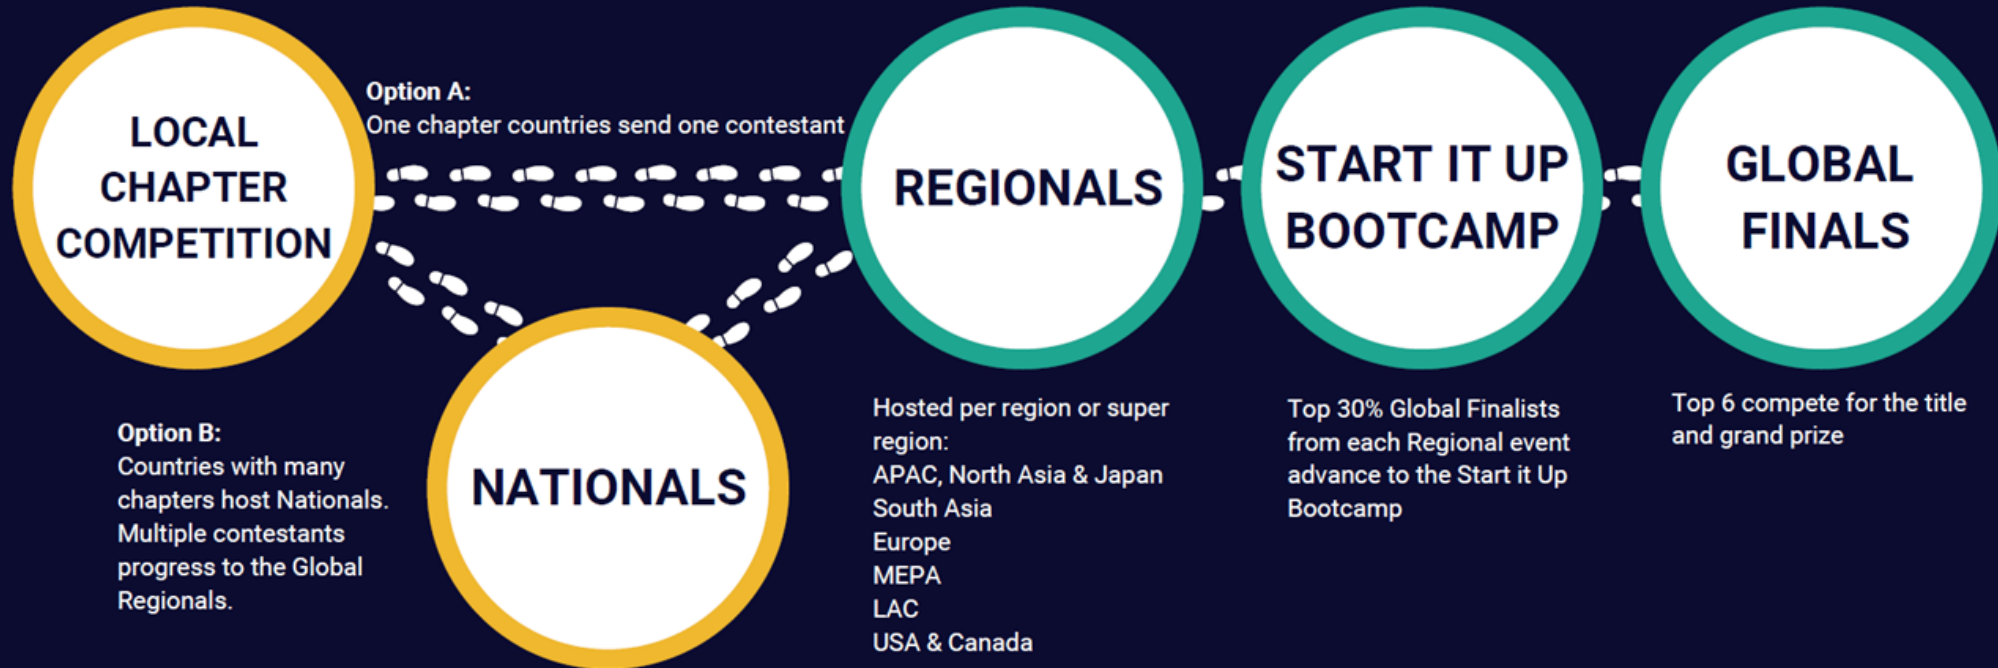 LOCAL
CHAPTER
COMPETITION
Option A:
One chapter countries send one contestant
Option B:
Countries with many
chapters host Nationals.
Multiple contestants
progress to the Global
Regionals.
NATIONALS
REGIONALS
Hosted per region or super
region:
APAC, North Asia & Japan
South Asia
Europe
MEPA
LAC
USA & Canada
START IT UP
BOOTCAMP
Top 30% Global Finalists
from each Regional event
advance to the Start it Up
Bootcamp
GLOBAL
FINALS
Top 6 compete for the title
and grand prize